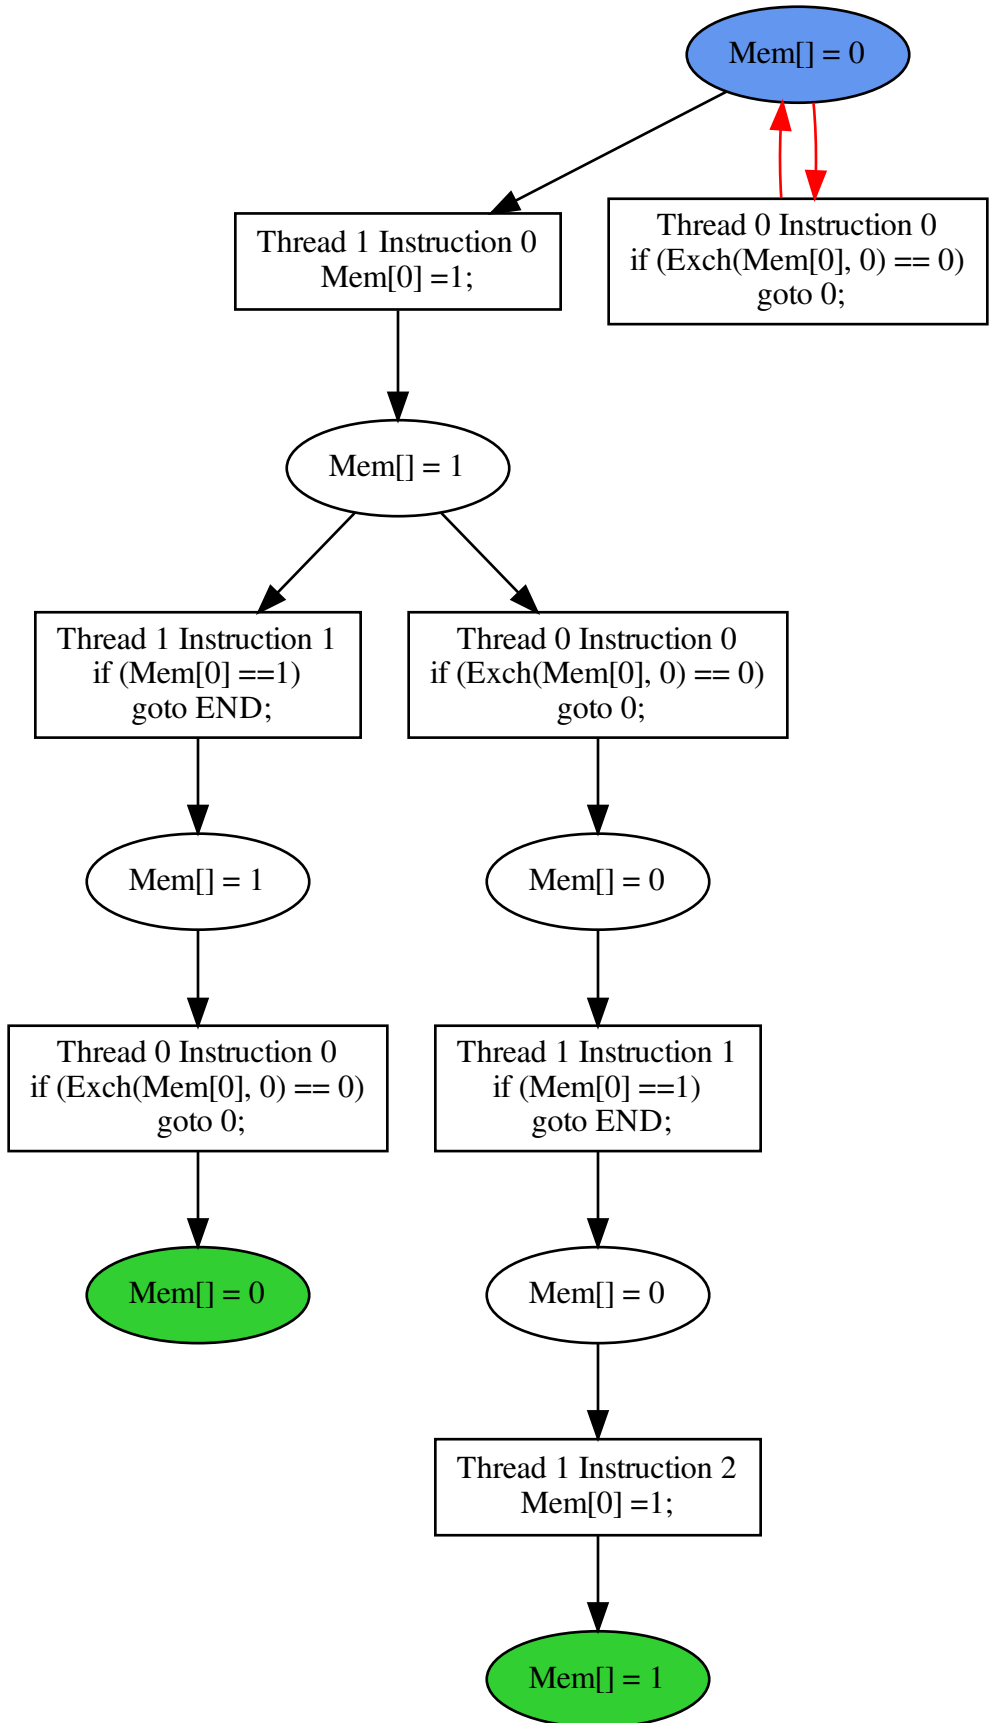 Mem[] = 0
Thread 1 Instruction 0
Mem[0] =1;
Thread 0 Instruction 0
if (Exch(Mem[0], 0) == 0)
goto 0;
Mem[] = 1
Thread 1 Instruction 1
if (Mem[0] ==1)
goto END;
Thread 0 Instruction 0
if (Exch(Mem[0], 0) == 0)
goto 0;
Mem[] = 1
Mem[] = 0
Thread 0 Instruction 0
if (Exch(Mem[0], 0) == 0)
goto 0;
Thread 1 Instruction 1
if (Mem[0] ==1)
goto END;
Mem[] = 0
Mem[] = 0
Thread 1 Instruction 2
Mem[0] =1;
Mem[] = 1